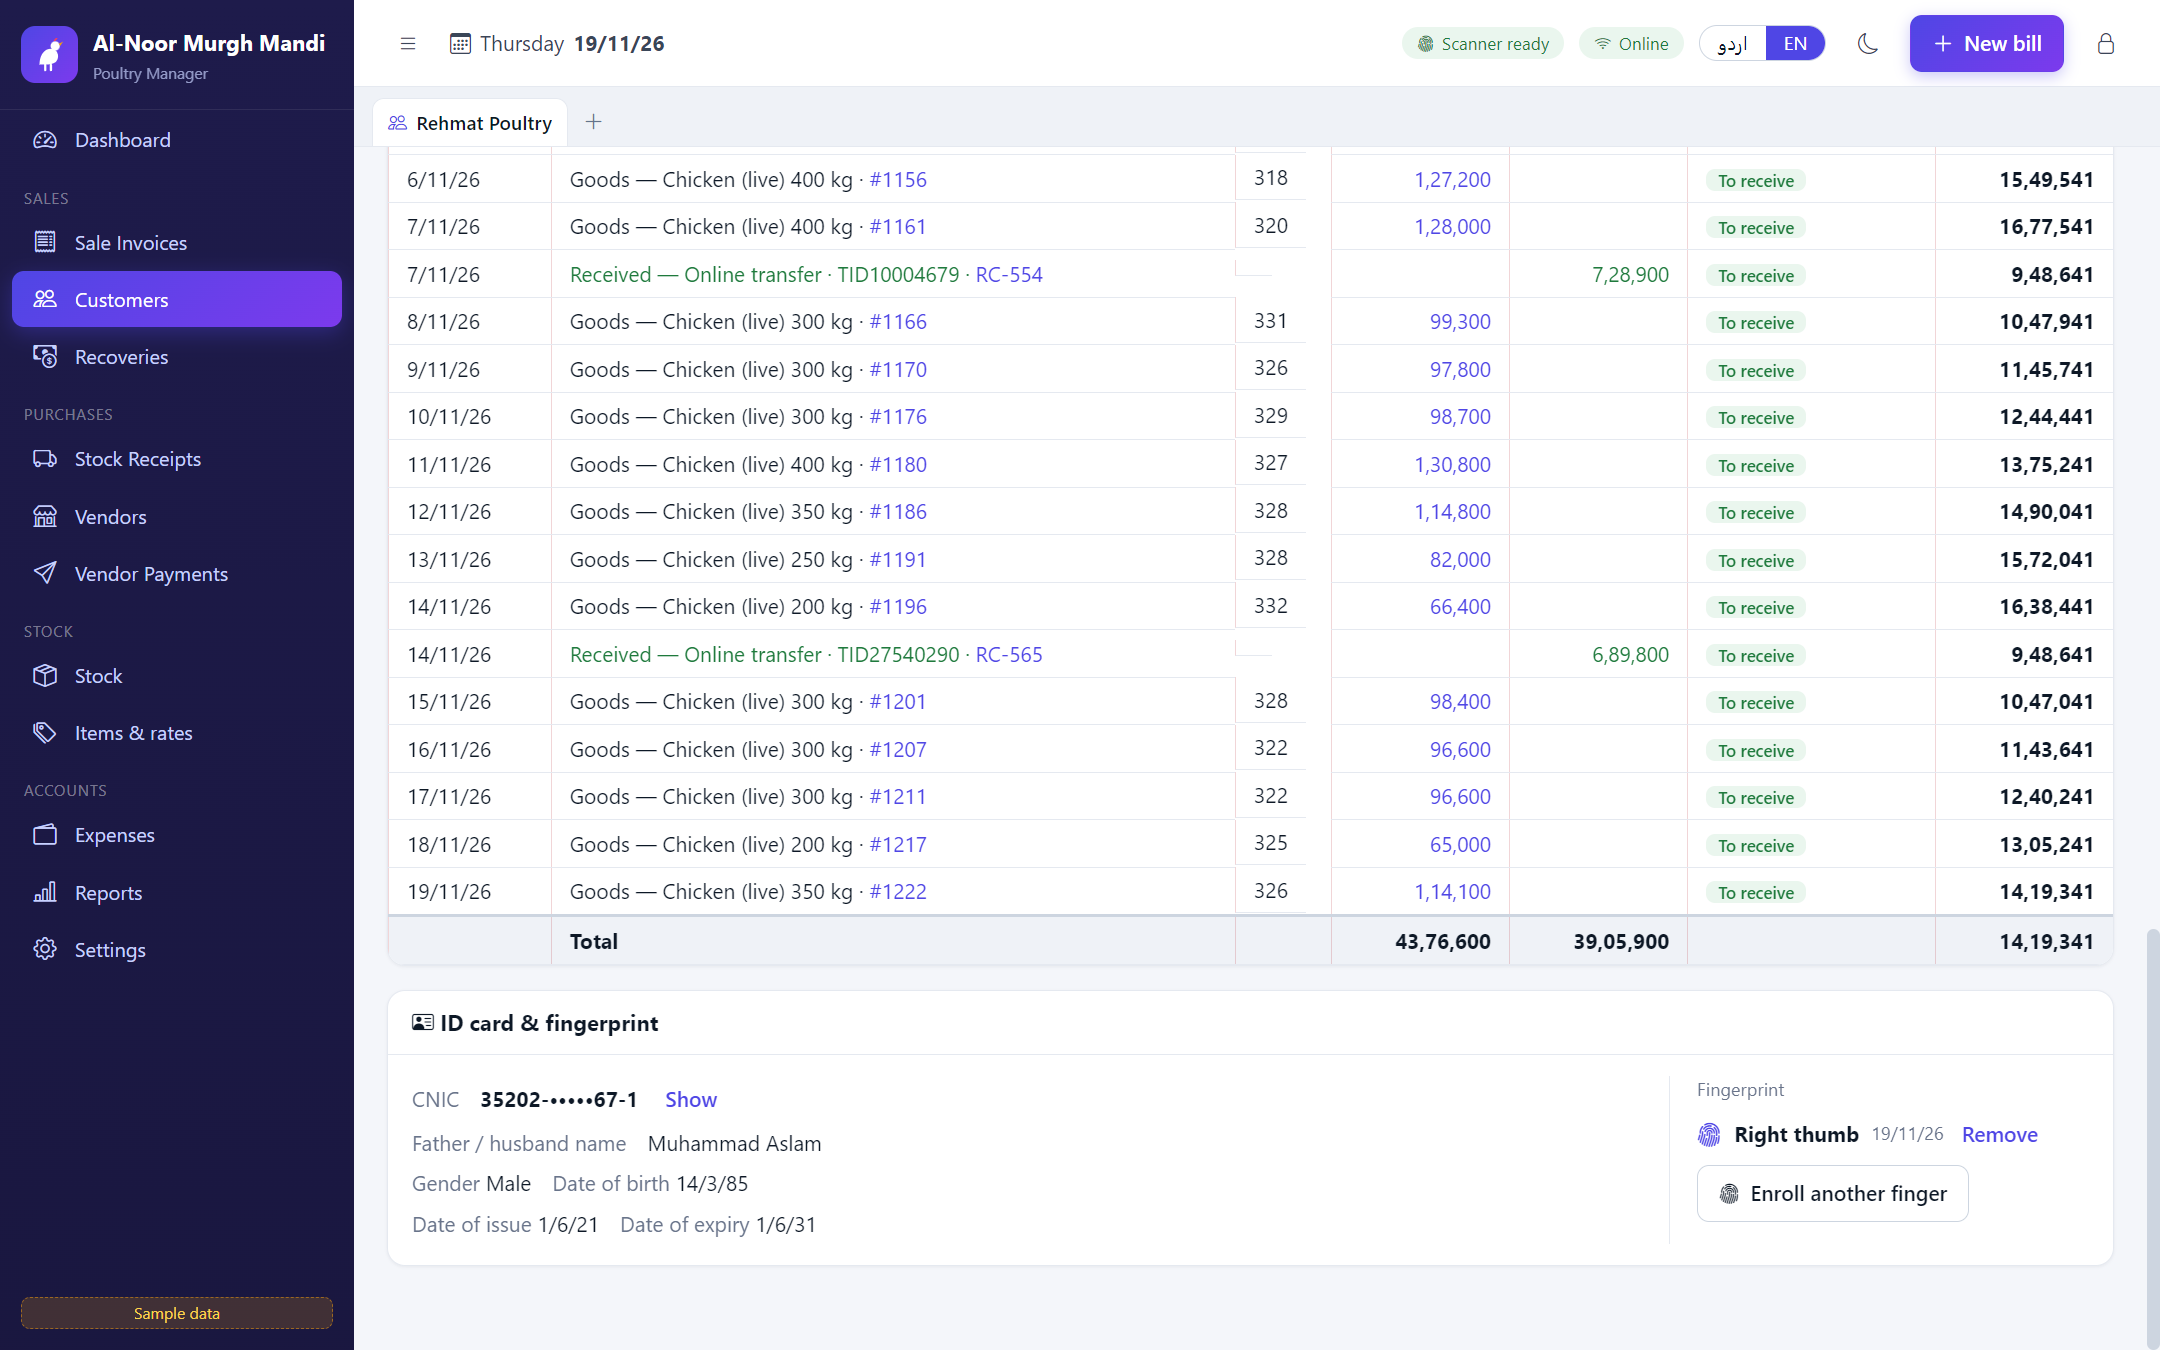 Al-Noor Murgh Mandi
Poultry Manager
Dashboard
SALES
Sale Invoices
Customers
Recoveries
PURCHASES
Stock Receipts
Vendors
Vendor Payments
STOCK
Stock
Items & rates
ACCOUNTS
Expenses
Reports
Settings
Sample data
Thursday 19/11/26
Scanner ready
Online
اردو EN
New bill
Rehmat Poultry
6/11/26 Goods — Chicken (live) 400 kg · #1156 318 1,27,200 To receive 15,49,541
7/11/26 Goods — Chicken (live) 400 kg · #1161 320 1,28,000 To receive 16,77,541
7/11/26 Received — Online transfer · TID10004679 · RC-554 7,28,900 To receive 9,48,641
8/11/26 Goods — Chicken (live) 300 kg · #1166 331 99,300 To receive 10,47,941
9/11/26 Goods — Chicken (live) 300 kg · #1170 326 97,800 To receive 11,45,741
10/11/26 Goods — Chicken (live) 300 kg · #1176 329 98,700 To receive 12,44,441
11/11/26 Goods — Chicken (live) 400 kg · #1180 327 1,30,800 To receive 13,75,241
12/11/26 Goods — Chicken (live) 350 kg · #1186 328 1,14,800 To receive 14,90,041
13/11/26 Goods — Chicken (live) 250 kg · #1191 328 82,000 To receive 15,72,041
14/11/26 Goods — Chicken (live) 200 kg · #1196 332 66,400 To receive 16,38,441
14/11/26 Received — Online transfer · TID27540290 · RC-565 6,89,800 To receive 9,48,641
15/11/26 Goods — Chicken (live) 300 kg · #1201 328 98,400 To receive 10,47,041
16/11/26 Goods — Chicken (live) 300 kg · #1207 322 96,600 To receive 11,43,641
17/11/26 Goods — Chicken (live) 300 kg · #1211 322 96,600 To receive 12,40,241
18/11/26 Goods — Chicken (live) 200 kg · #1217 325 65,000 To receive 13,05,241
19/11/26 Goods — Chicken (live) 350 kg · #1222 326 1,14,100 To receive 14,19,341
Total 43,76,600 39,05,900 14,19,341
ID card & fingerprint
CNIC 35202-•••••67-1 Show
Father / husband name Muhammad Aslam
Gender Male Date of birth 14/3/85
Date of issue 1/6/21 Date of expiry 1/6/31
Fingerprint
Right thumb 19/11/26 Remove
Enroll another finger